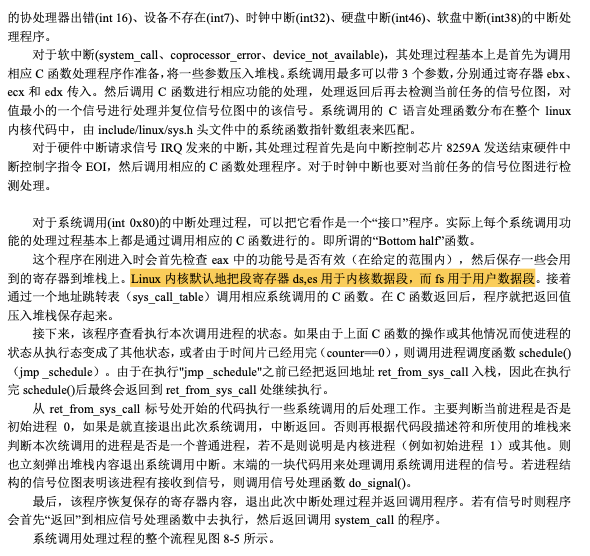 的协处理器出错(int 16)、设备不存在(int7)、时钟中断(int32)、硬盘中断(int46)、软盘中断(int38)的中断处
理程序。
对于软中断(system_call、coprocessor_error、device_not_available)，其处理过程基本上是首先为调用
相应 C 函数处理程序作准备，将一些参数压入堆栈。系统调用最多可以带 3 个参数，分别通过寄存器 ebx、
ecx 和 edx 传入。然后调用 C 函数进行相应功能的处理，处理返回后再去检测当前任务的信号位图，对
值最小的一个信号进行处理并复位信号位图中的该信号。系统调用的 C 语言处理函数分布在整个 linux
内核代码中，由 include/linux/sys.h 头文件中的系统函数指针数组表来匹配。
对于硬件中断请求信号 IRQ 发来的中断，其处理过程首先是向中断控制芯片 8259A 发送结束硬件中
断控制字指令 EOI，然后调用相应的 C 函数处理程序。对于时钟中断也要对当前任务的信号位图进行检
测处理。
对于系统调用(int 0x80)的中断处理过程，可以把它看作是一个“接口”程序。实际上每个系统调用功
能的处理过程基本上都是通过调用相应的 C 函数进行的。即所谓的“Bottom half”函数。
这个程序在刚进入时会首先检查 eax 中的功能号是否有效（在给定的范围内），然后保存一些会用
到的寄存器到堆栈上。Linux 内核默认地把段寄存器 ds,es 用于内核数据段，而 fs 用于用户数据段。接着
通过一个地址跳转表（sys_call_table）调用相应系统调用的 C 函数。在 C 函数返回后，程序就把返回值
压入堆栈保存起来。
接下来，该程序查看执行本次调用进程的状态。如果由于上面 C 函数的操作或其他情况而使进程的
状态从执行态变成了其他状态，或者由于时间片已经用完（counter==0），则调用进程调度函数 schedule()
（jmp _schedule）。由于在执行"jmp _schedule"之前已经把返回地址 ret_from_sys_call 入栈，因此在执行
完 schedule()后最终会返回到 ret_from_sys_call 处继续执行。
从 ret_from_sys_call 标号处开始的代码执行一些系统调用的后处理工作。主要判断当前进程是否是
初始进程 0，如果是就直接退出此次系统调用，中断返回。否则再根据代码段描述符和所使用的堆栈来
判断本次统调用的进程是否是一个普通进程，若不是则说明是内核进程（例如初始进程 1）或其他。则
也立刻弹出堆栈内容退出系统调用中断。末端的一块代码用来处理调用系统调用进程的信号。若进程结
构的信号位图表明该进程有接收到信号，则调用信号处理函数 do_signal()。
最后，该程序恢复保存的寄存器内容，退出此次中断处理过程并返回调用程序。若有信号时则程序
会首先“返回”到相应信号处理函数中去执行，然后返回调用 system_call 的程序。
系统调用处理过程的整个流程见图 8-5 所示。